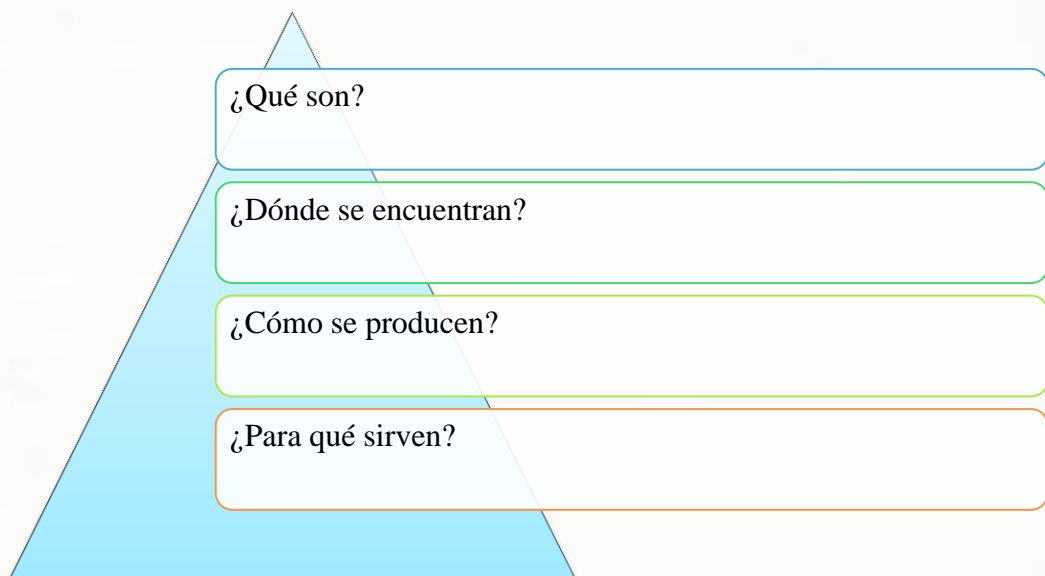 ¿Qué son?
¿Dónde se encuentran?
¿Cómo se producen?
¿Para qué sirven?